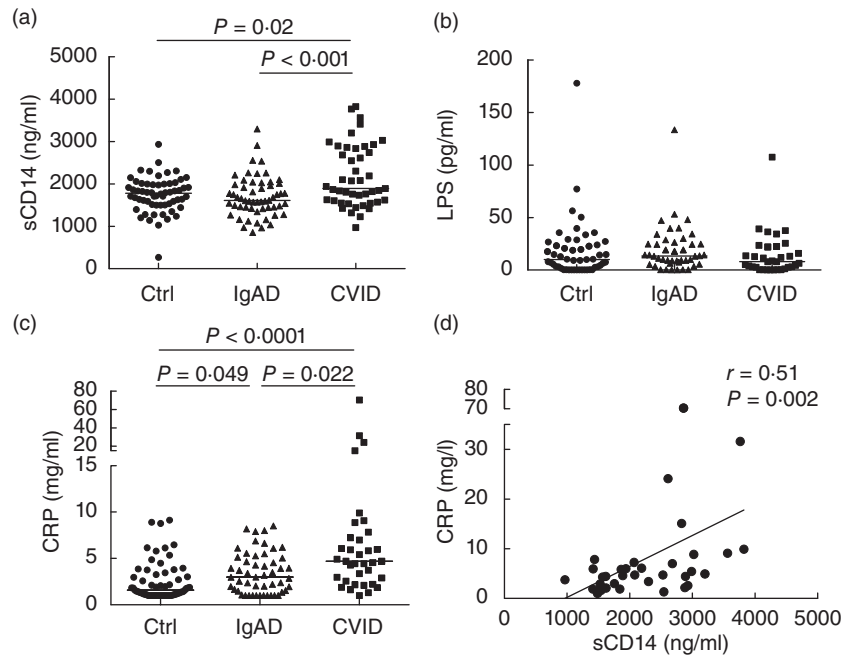 (a)
P = 0·02
P < 0·001
5000
4000
3000
2000
1000
0
sCD14 (ng/ml)
Ctrl IgAD CVID
(b)
200
150
100
50
0
LPS (pg/ml)
Ctrl IgAD CVID
(c)
P < 0·0001
P = 0·049 P = 0·022
80
60
40
20
15
10
5
0
CRP (mg/ml)
Ctrl IgAD CVID
(d)
r = 0·51
P = 0·002
80
70
30
20
10
0
CRP (mg/l)
0 1000 2000 3000 4000 5000
sCD14 (ng/ml)